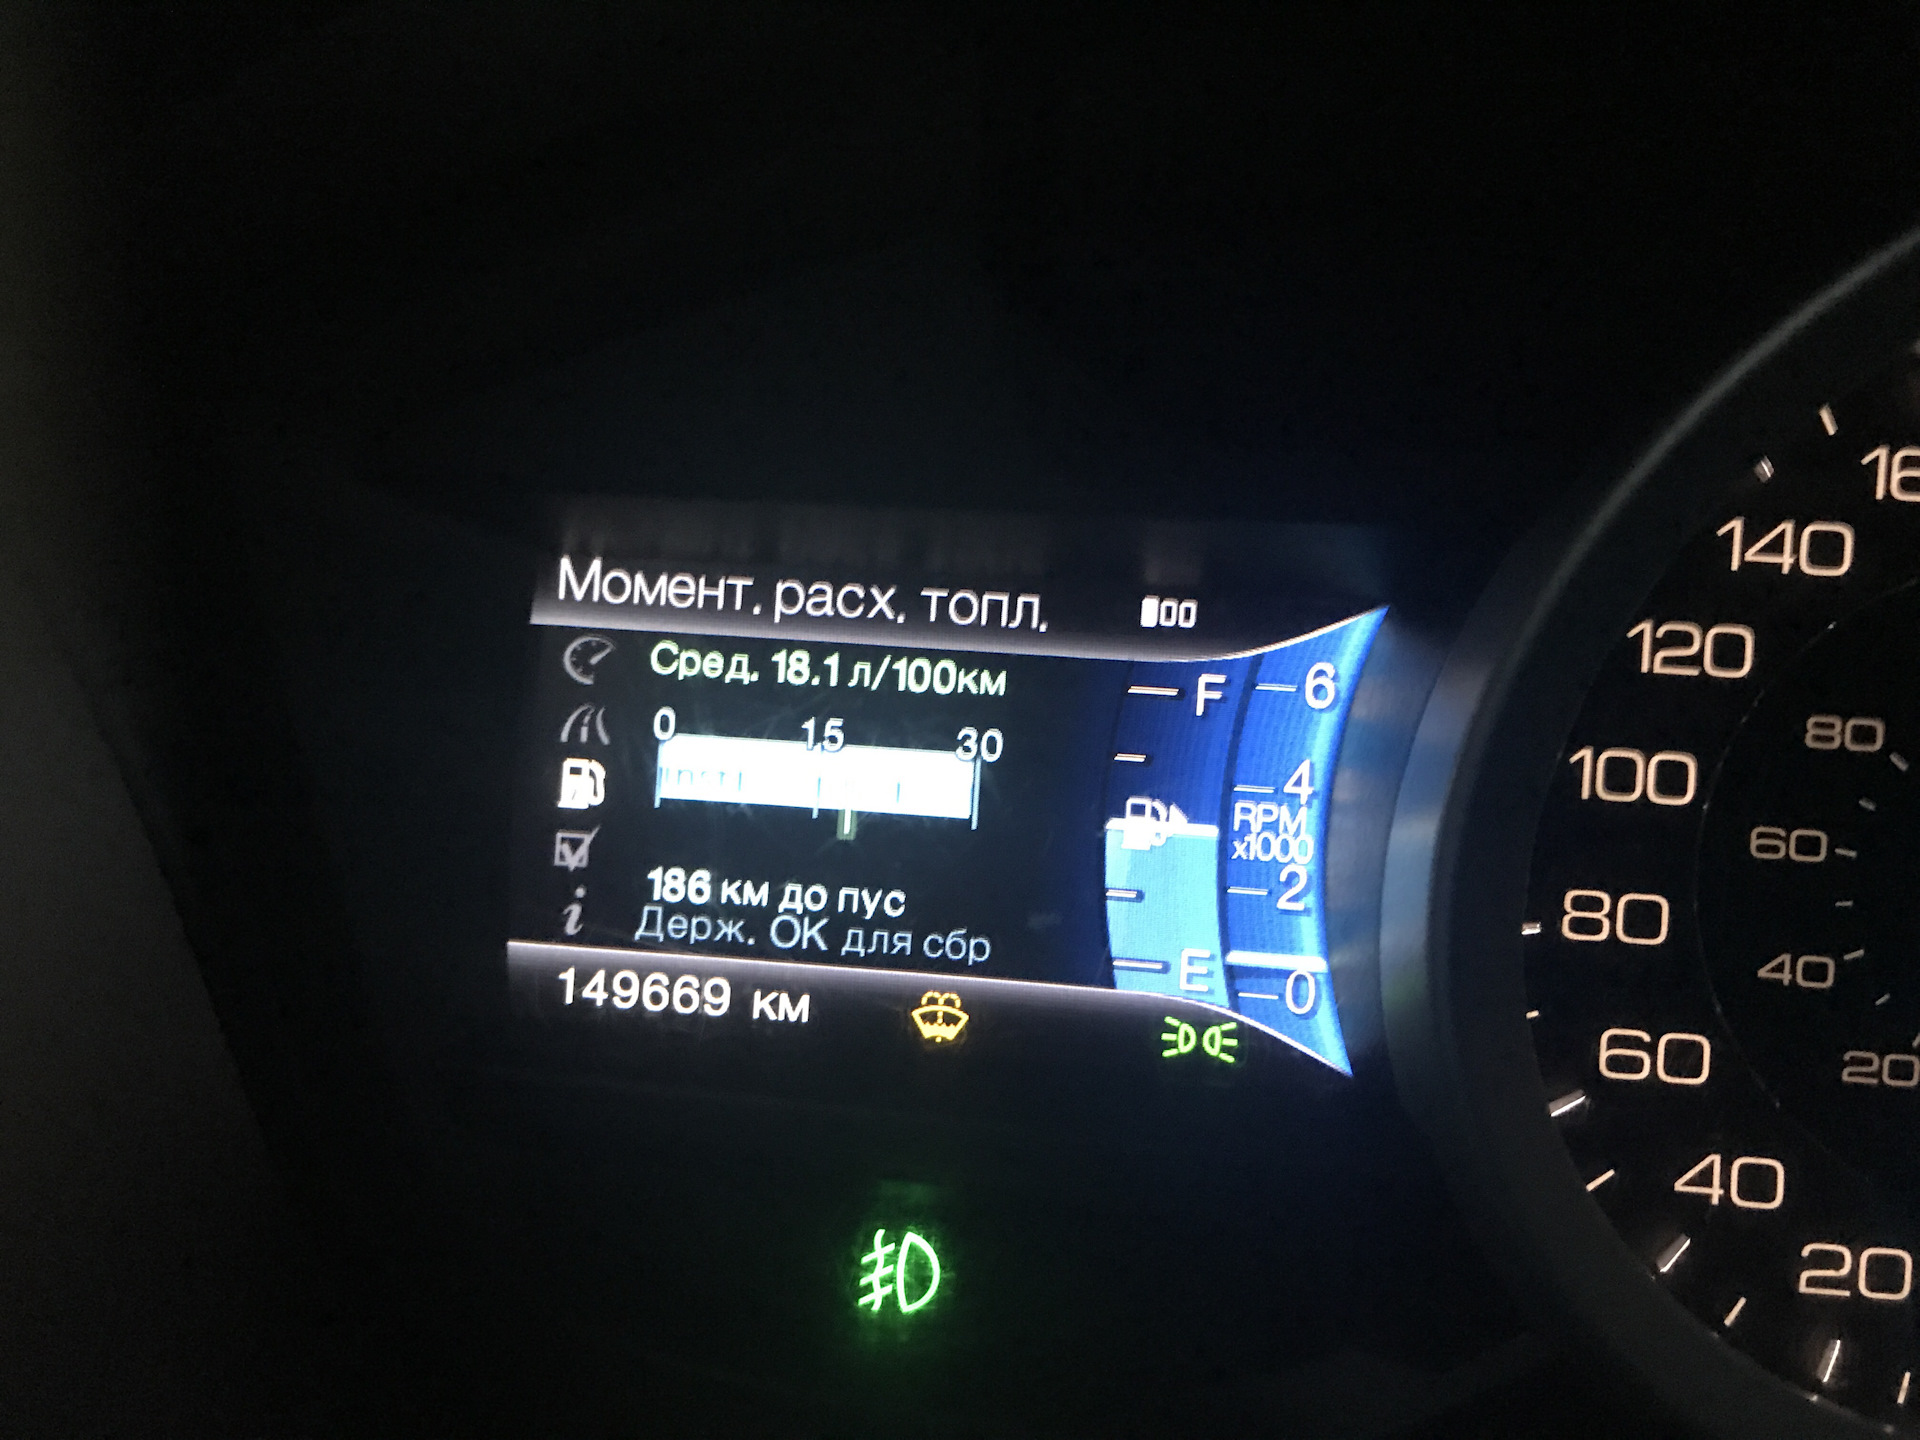 Момент. расх. топл.
Сред. 18.1 л/100км
0 15 30
186 км до пус
Держ. ОК для сбр
149669 км
F
E
6
4
RPM
x1000
2
0
140
120
100
80
60
40
20
80
60
40
20